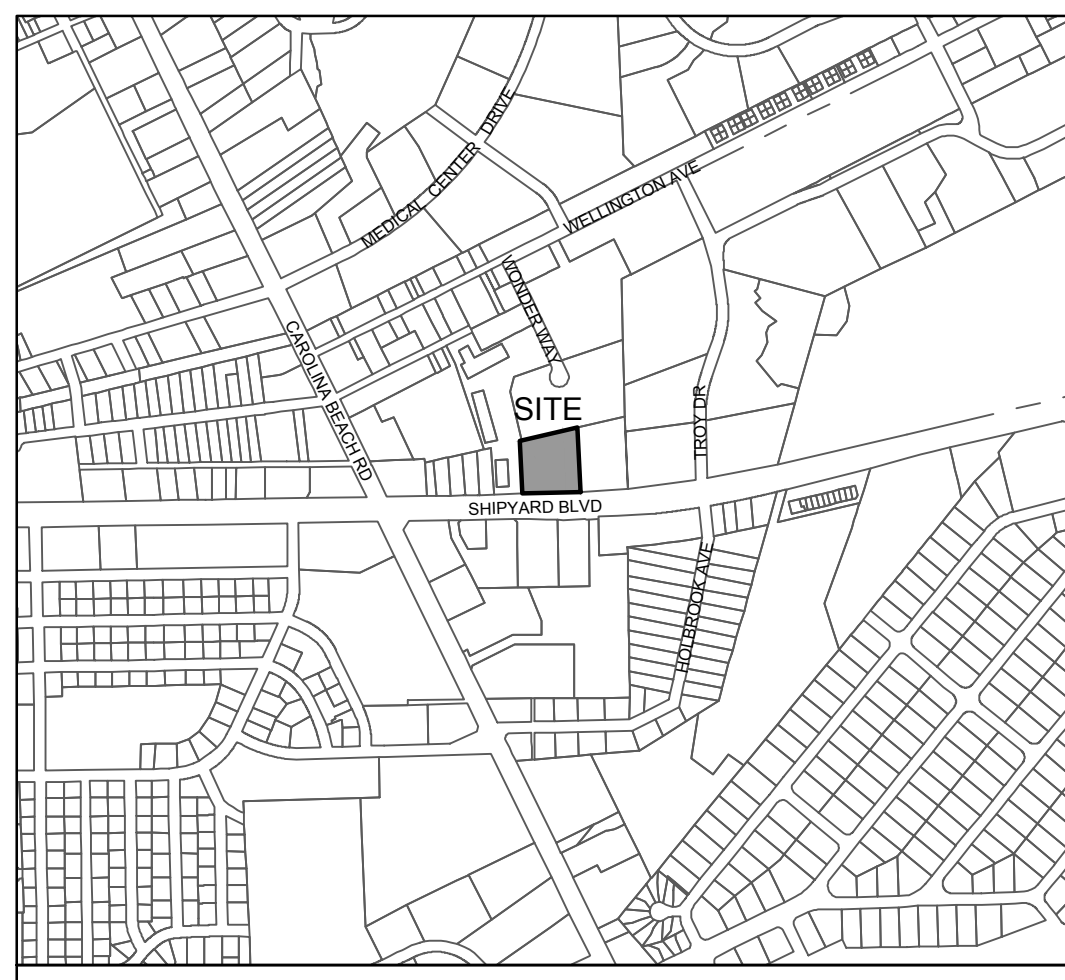 MEDICAL CENTER DRIVE
WELLINGTON AVE
WONDER WAY
CAROLINA BEACH RD
SITE
TROY DR
SHIPYARD BLVD
HOLBROOK AVE